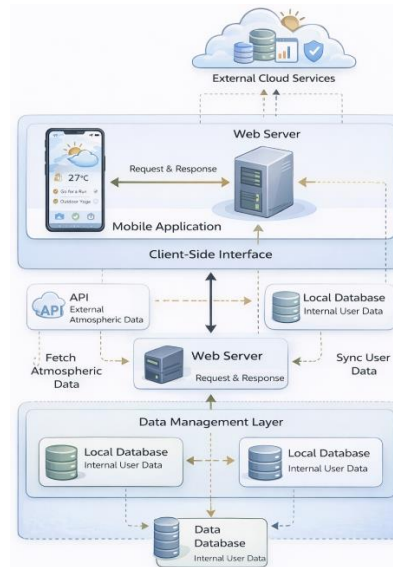 External Cloud Services
Web Server
27°C
Go for a Run
Outdoor Yoga
Request & Response
Mobile Application
Client-Side Interface
API
API
External
Atmospheric Data
Local Database
Internal User Data
Fetch
Atmospheric
Data
Web Server
Request & Response
Sync User
Data
Data Management Layer
Local Database
Internal User Data
Local Database
Internal User Data
Data
Database
Internal User Data